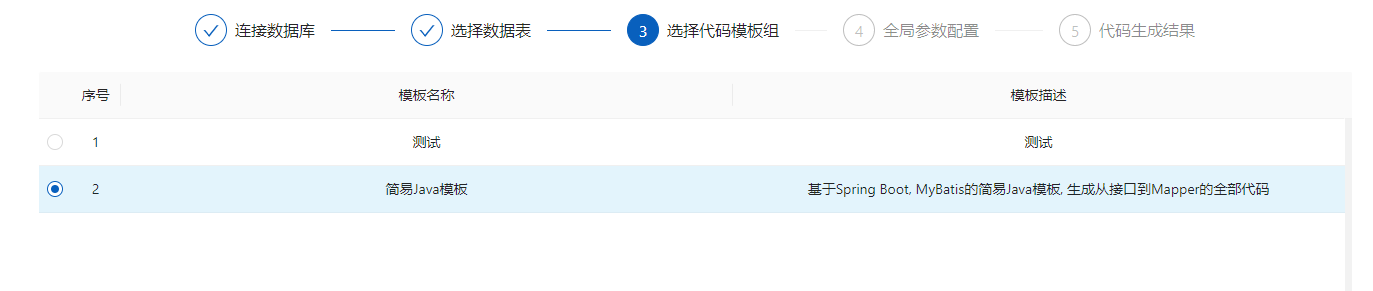 连接数据库 选择数据表 3 选择代码模板组 4 全局参数配置 5 代码生成结果
序号 模板名称 模板描述
1 测试 测试
2 简易Java模板 基于Spring Boot, MyBatis的简易Java模板, 生成从接口到Mapper的全部代码